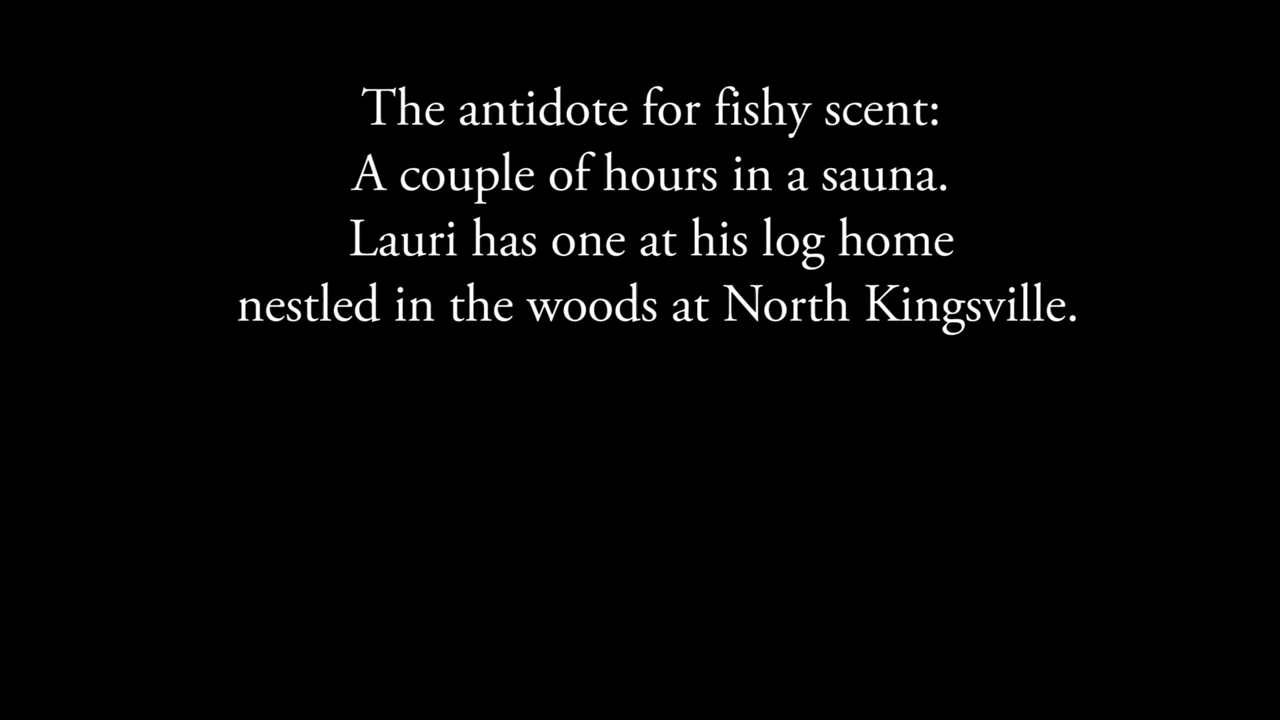 The antidote for fishy scent:
A couple of hours in a sauna.
Lauri has one at his log home
nestled in the woods at North Kingsville.